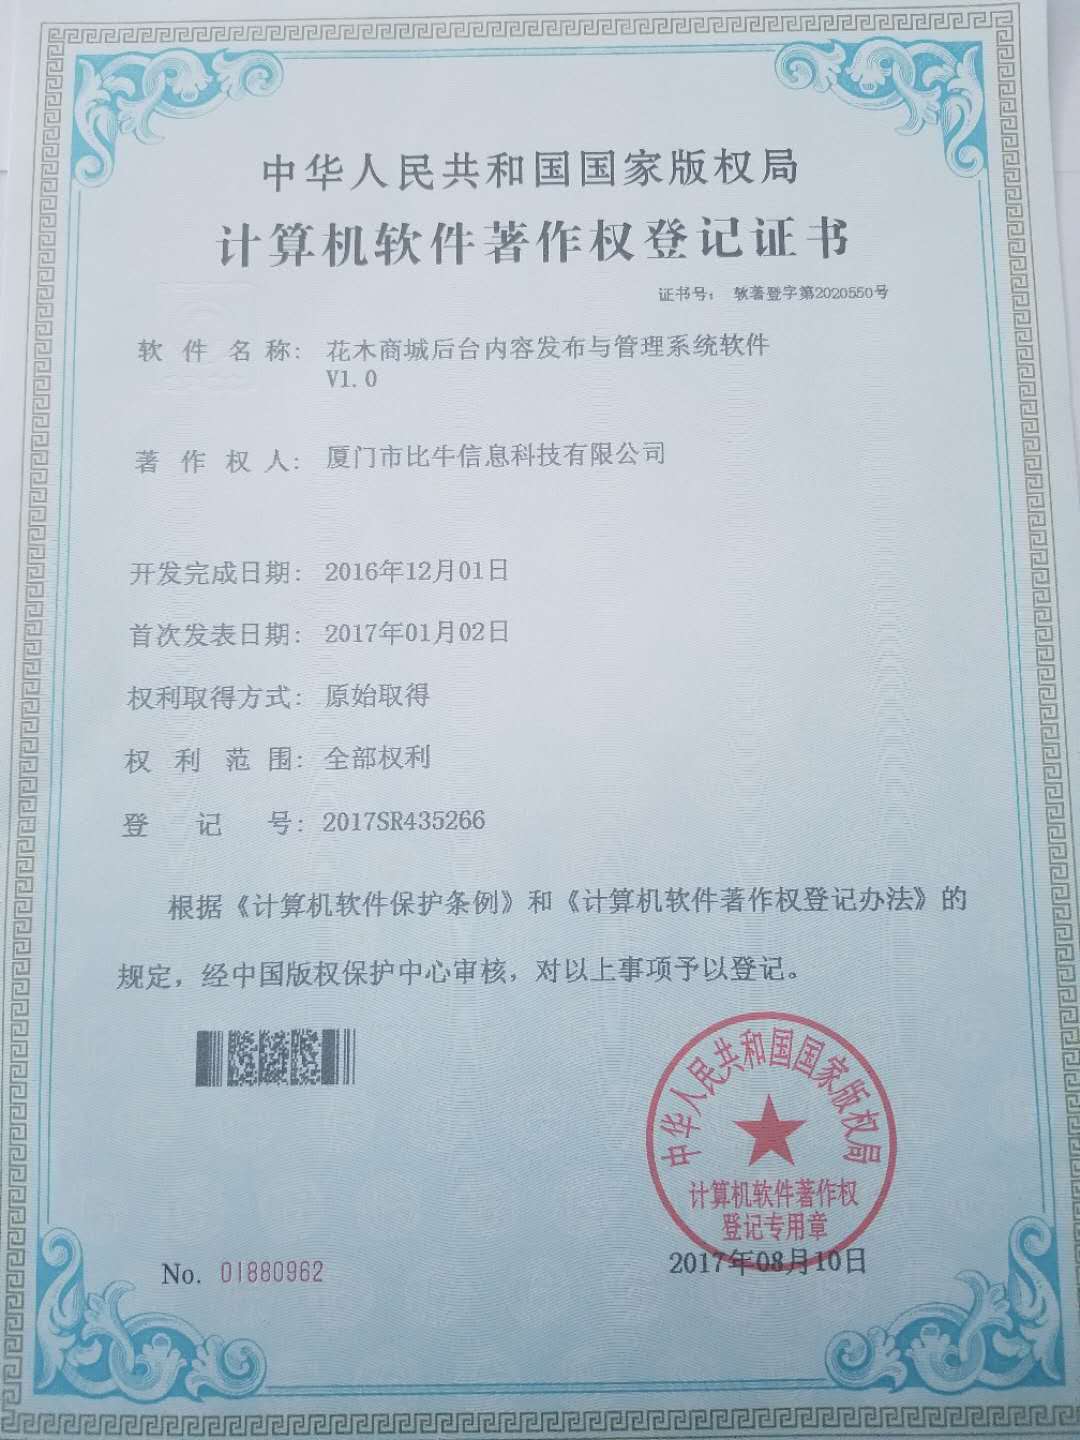 中华人民共和国国家版权局
计算机软件著作权登记证书
证书号： 软著登字第2020550号
软件名称： 花木商城后台内容发布与管理系统软件
V1.0
著作权人： 厦门市比牛信息科技有限公司
开发完成日期： 2016年12月01日
首次发表日期： 2017年01月02日
权利取得方式： 原始取得
权利范围： 全部权利
登记号： 2017SR435266
根据《计算机软件保护条例》和《计算机软件著作权登记办法》的
规定，经中国版权保护中心审核，对以上事项予以登记。
中华人民共和国国家版权局
计算机软件著作权
登记专用章
2017年08月10日
No. 01880962